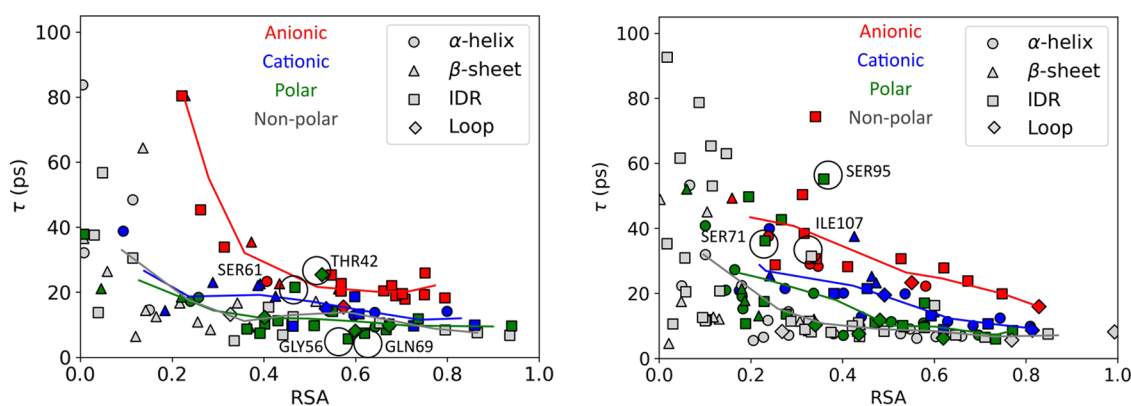 100
80
60
40
20
0
τ (ps)
0.0
0.2
0.4
0.6
0.8
1.0
RSA
Anionic
Cationic
Polar
Non-polar
α-helix
β-sheet
IDR
Loop
SER61
THR42
GLY56
GLN69
100
80
60
40
20
0
τ (ps)
0.0
0.2
0.4
0.6
0.8
1.0
RSA
Anionic
Cationic
Polar
Non-polar
α-helix
β-sheet
IDR
Loop
SER95
SER71
ILE107